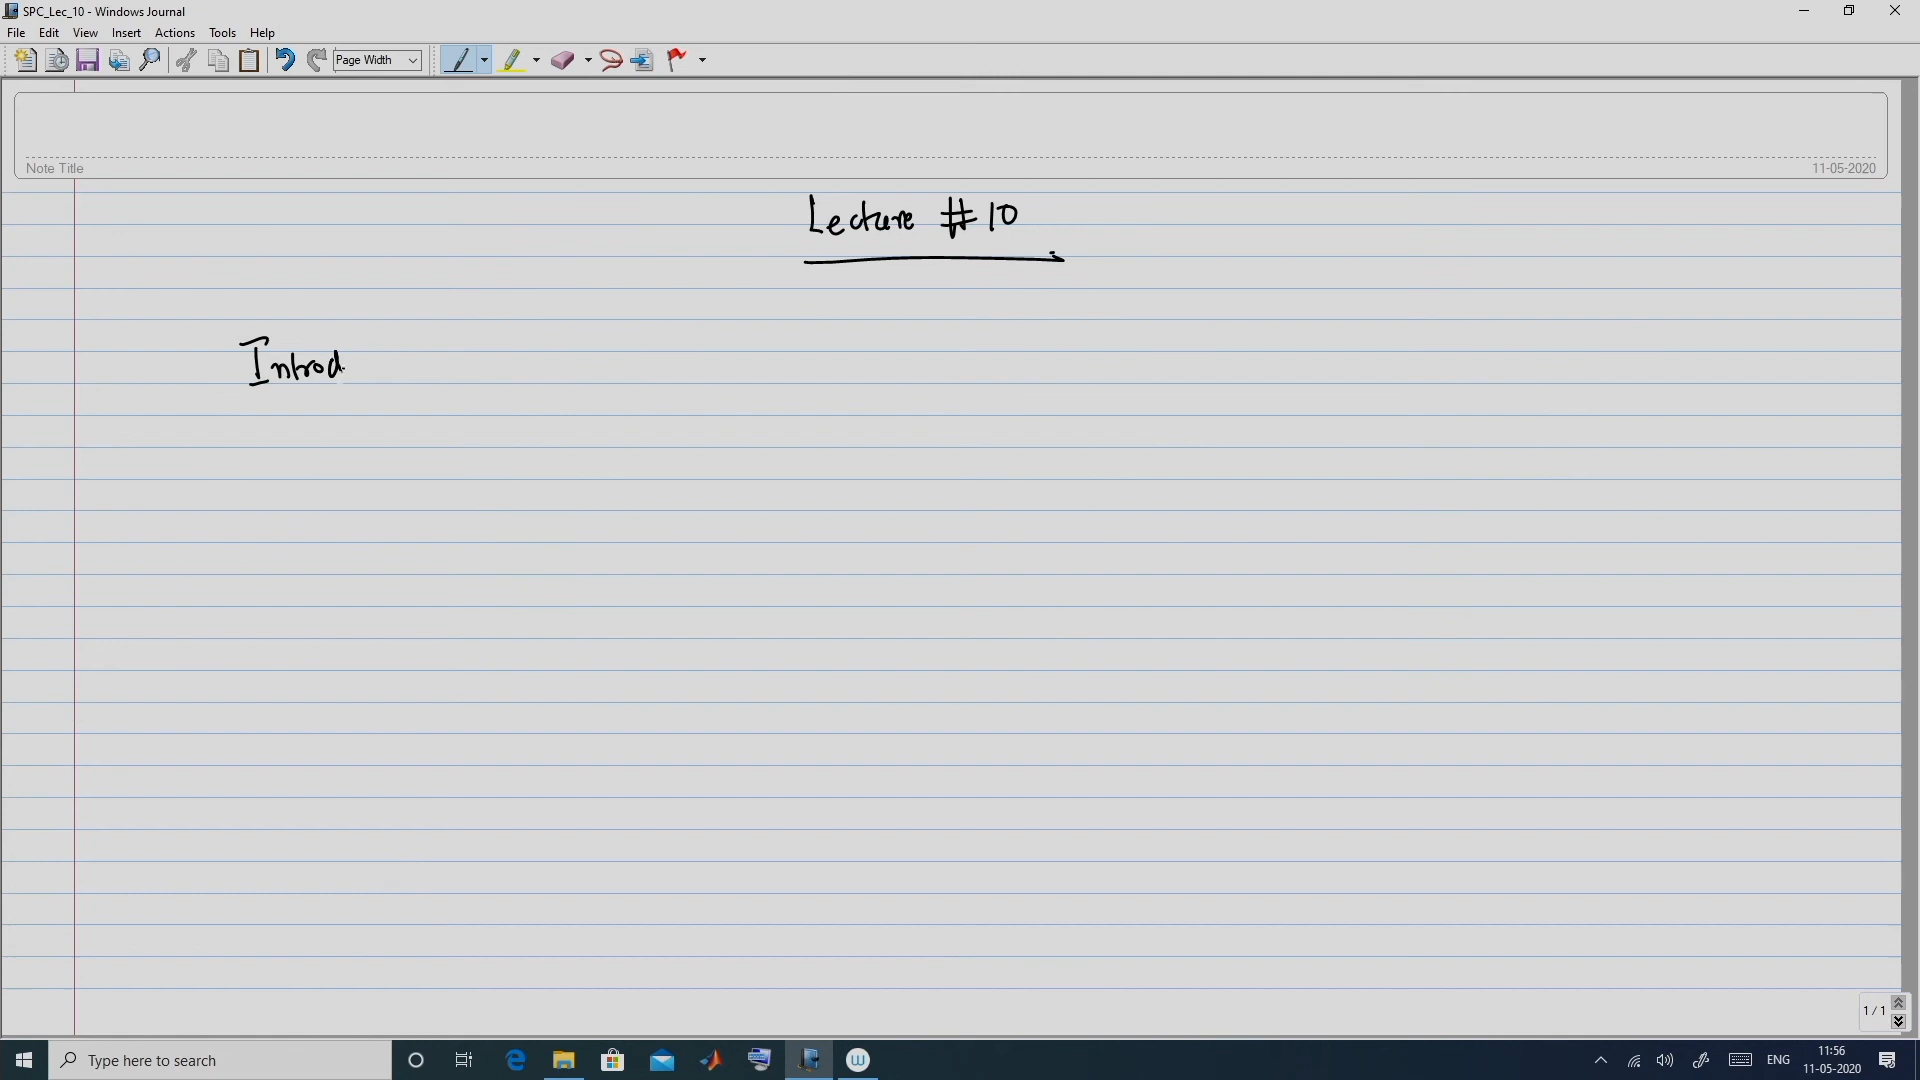 SPC_Lec_10 - Windows Journal
File Edit View Insert Actions Tools Help
Page Width
Note Title
11-05-2020
Lecture #10
Introd
1 / 1
Type here to search
ENG
11:56
11-05-2020